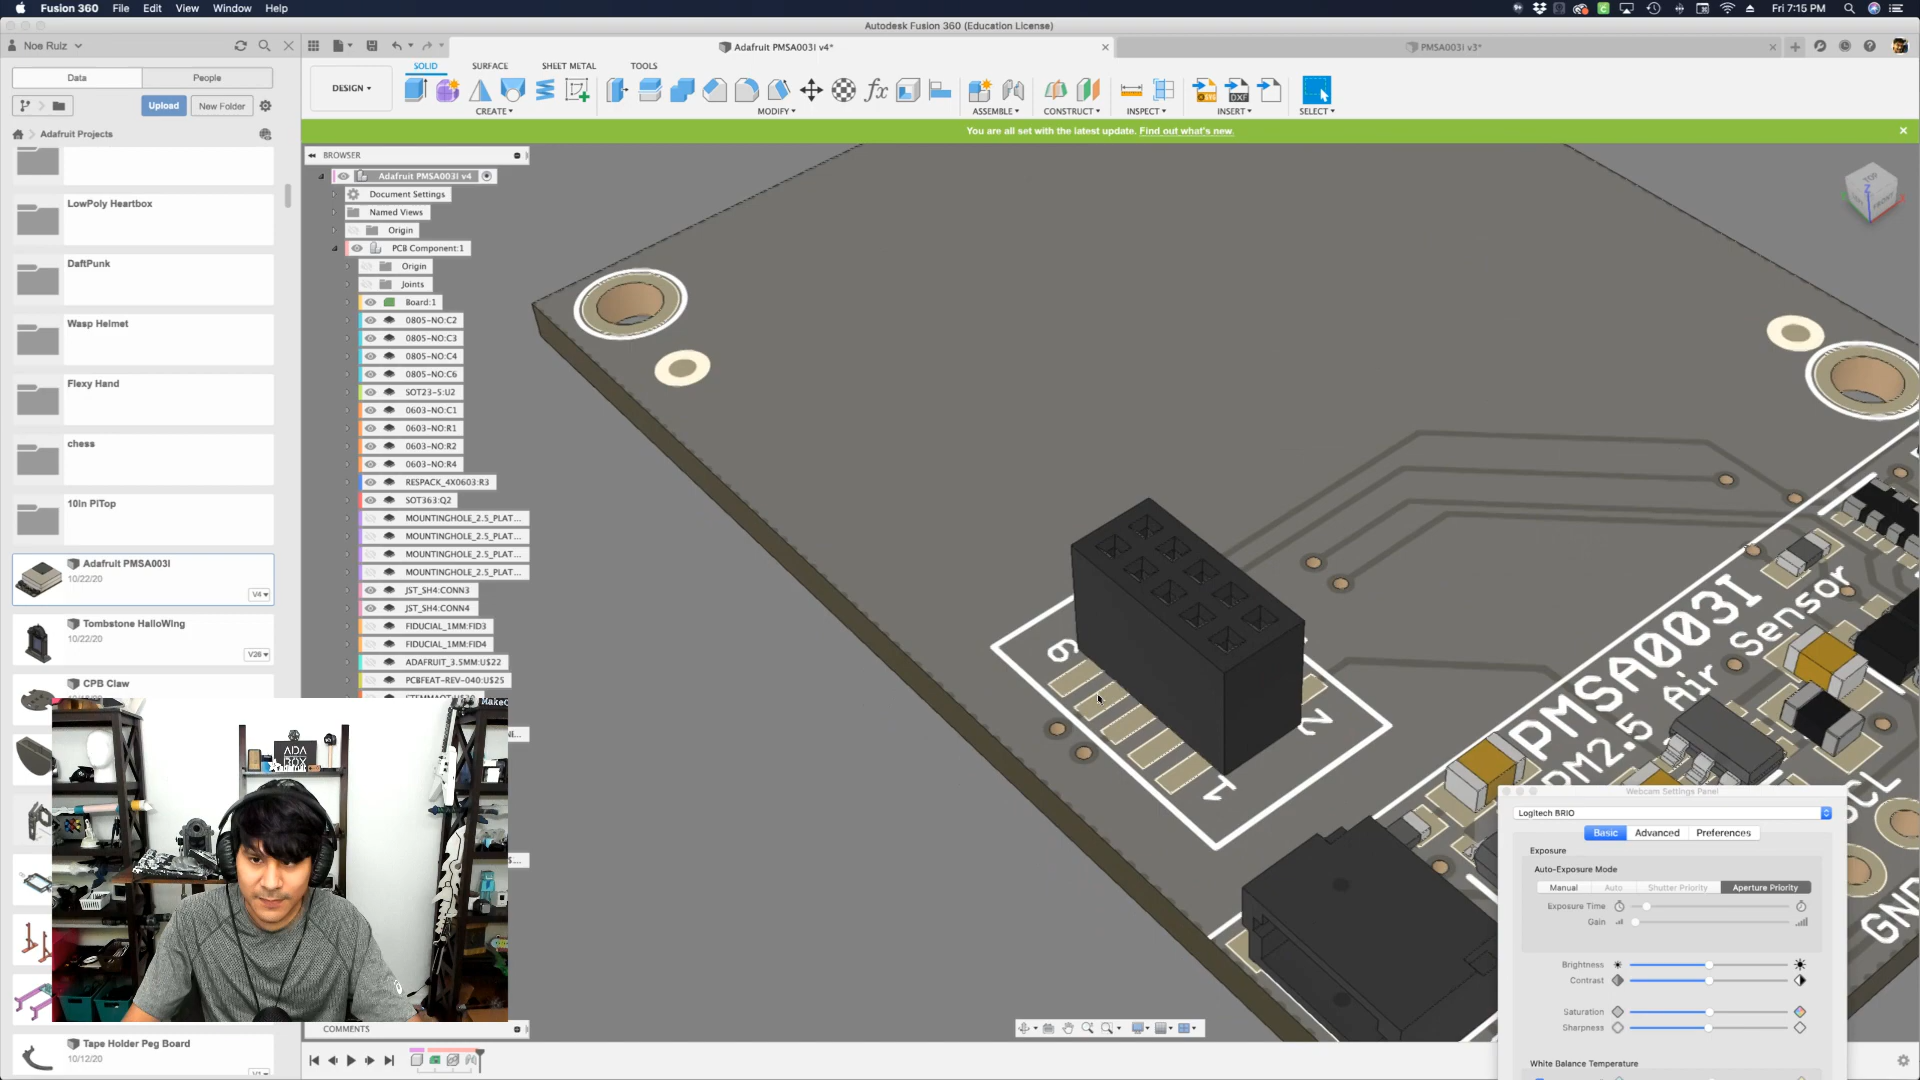 Fusion 360 File Edit View Window Help
Fri 7:15 PM
Autodesk Fusion 360 (Education License)
Noe Ruiz
Adafruit PMSA003I v4*
PMSA003I v3*
Data People
Upload New Folder
Adafruit Projects
LowPoly Heartbox
DaftPunk
Wasp Helmet
Flexy Hand
chess
10in PiTop
Adafruit PMSA003I
10/22/20
V4
Tombstone HalloWing
10/22/20
V26
CPB Claw
Tape Holder Peg Board
10/12/20
SOLID SURFACE SHEET METAL TOOLS
DESIGN
CREATE MODIFY ASSEMBLE CONSTRUCT INSPECT INSERT SELECT
You are all set with the latest update. Find out what's new.
BROWSER
Adafruit PMSA003I v4
Document Settings
Named Views
Origin
PCB Component:1
Origin
Joints
Board:1
0805-NO:C2
0805-NO:C3
0805-NO:C4
0805-NO:C6
SOT23-5:U2
0603-NO:C1
0603-NO:R1
0603-NO:R2
0603-NO:R4
RESPACK_4X0603:R3
SOT363:Q2
MOUNTINGHOLE_2.5_PLAT...
MOUNTINGHOLE_2.5_PLAT...
MOUNTINGHOLE_2.5_PLAT...
MOUNTINGHOLE_2.5_PLAT...
JST_SH4:CONN3
JST_SH4:CONN4
FIDUCIAL_1MM:FID3
FIDUCIAL_1MM:FID4
ADAFRUIT_3.5MM:U$22
PCBFEAT-REV-040:U$25
COMMENTS
TOP
FRONT
Z
9
2
1
PMSA003I
PM2.5 Air Sensor
SCL
GND
ADA
BOX
Webcam Settings Panel
Logitech BRIO
Basic Advanced Preferences
Exposure
Auto-Exposure Mode
Manual Auto Shutter Priority Aperture Priority
Exposure Time
Gain
Brightness
Contrast
Saturation
Sharpness
White Balance Temperature